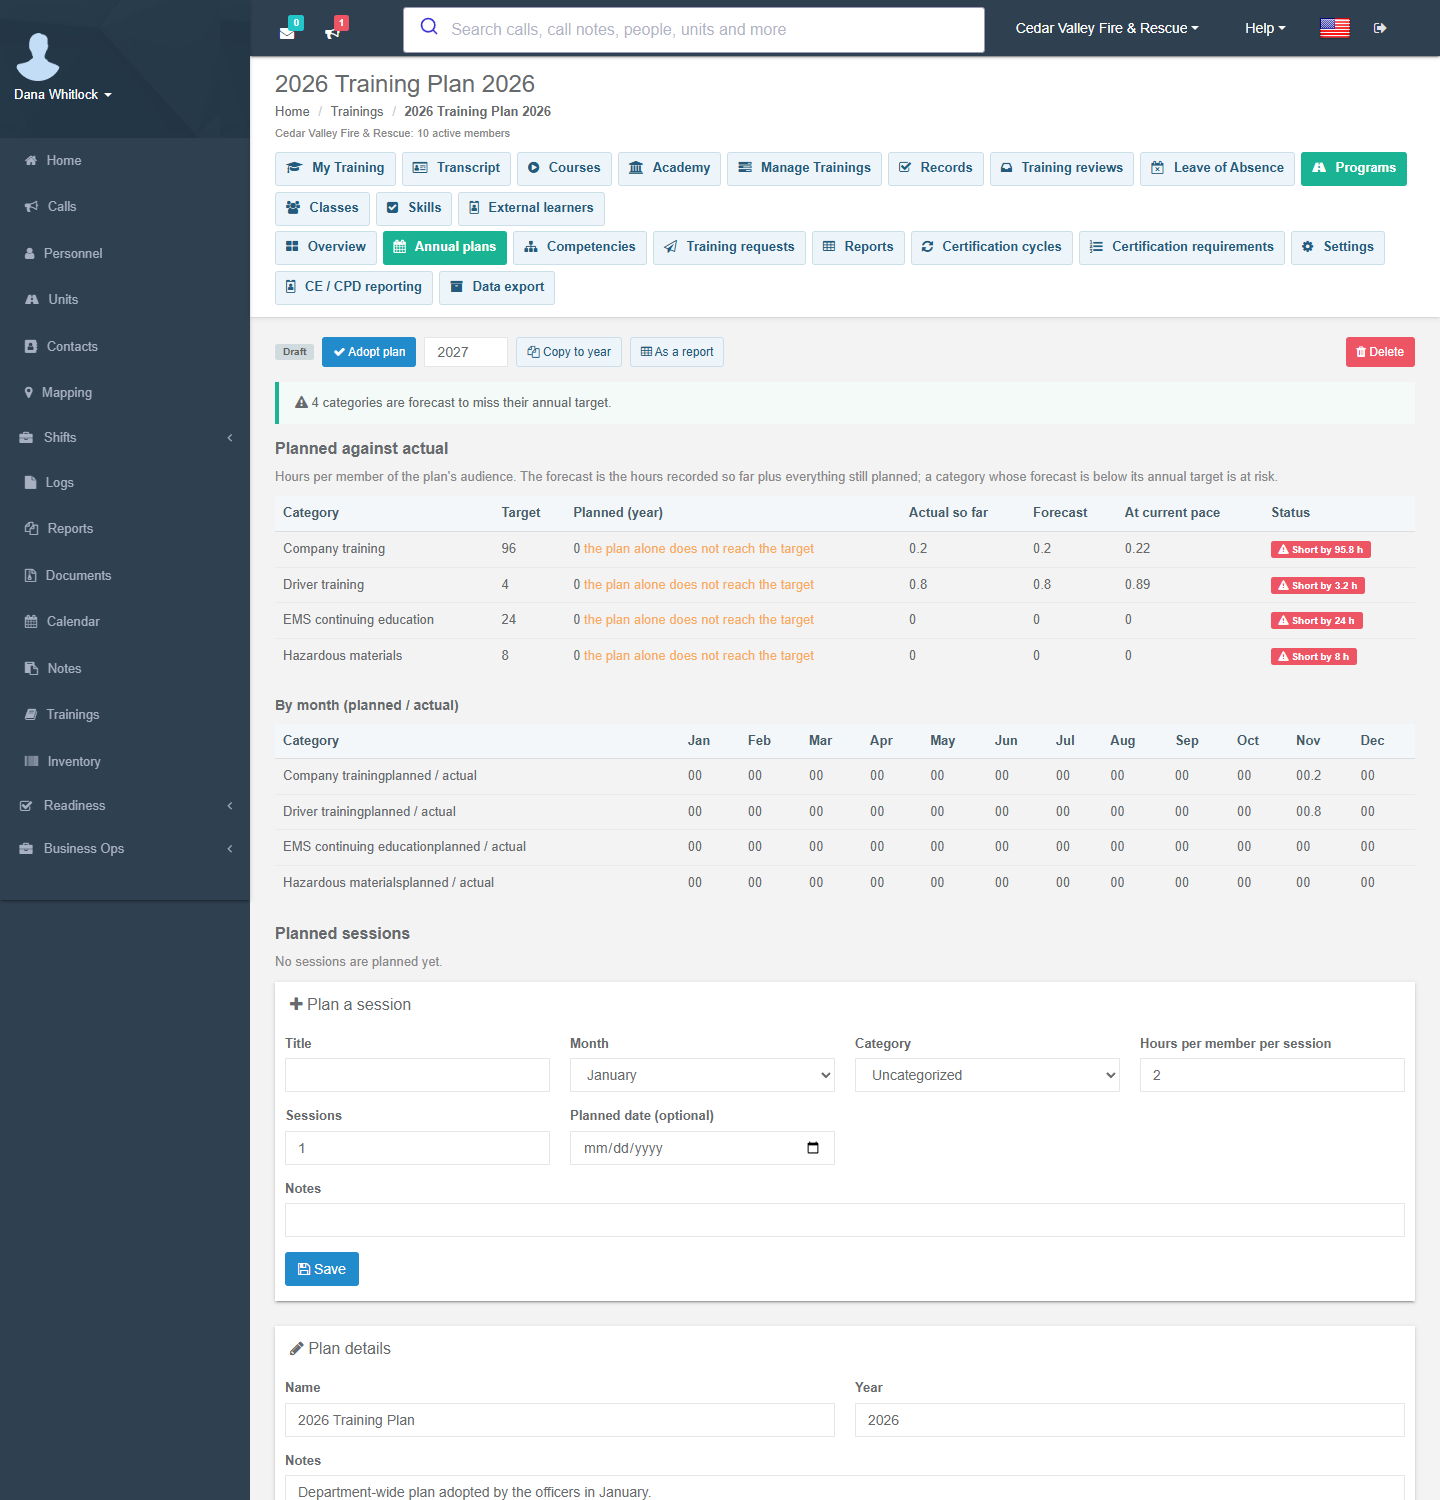 0
1
Search calls, call notes, people, units and more
Cedar Valley Fire & Rescue
Help
Dana Whitlock
Home
Calls
Personnel
Units
Contacts
Mapping
Shifts
Logs
Reports
Documents
Calendar
Notes
Trainings
Inventory
Readiness
Business Ops
2026 Training Plan 2026
Home / Trainings / 2026 Training Plan 2026
Cedar Valley Fire & Rescue: 10 active members
My Training Transcript Courses Academy Manage Trainings Records Training reviews Leave of Absence Programs
Classes Skills External learners
Overview Annual plans Competencies Training requests Reports Certification cycles Certification requirements Settings
CE / CPD reporting Data export
Draft Adopt plan 2027 Copy to year As a report Delete
4 categories are forecast to miss their annual target.
Planned against actual
Hours per member of the plan's audience. The forecast is the hours recorded so far plus everything still planned; a category whose forecast is below its annual target is at risk.
Category Target Planned (year) Actual so far Forecast At current pace Status
Company training 96 0 the plan alone does not reach the target 0.2 0.2 0.22 Short by 95.8 h
Driver training 4 0 the plan alone does not reach the target 0.8 0.8 0.89 Short by 3.2 h
EMS continuing education 24 0 the plan alone does not reach the target 0 0 0 Short by 24 h
Hazardous materials 8 0 the plan alone does not reach the target 0 0 0 Short by 8 h
By month (planned / actual)
Category Jan Feb Mar Apr May Jun Jul Aug Sep Oct Nov Dec
Company trainingplanned / actual 00 00 00 00 00 00 00 00 00 00 00.2 00
Driver trainingplanned / actual 00 00 00 00 00 00 00 00 00 00 00.8 00
EMS continuing educationplanned / actual 00 00 00 00 00 00 00 00 00 00 00 00
Hazardous materialsplanned / actual 00 00 00 00 00 00 00 00 00 00 00 00
Planned sessions
No sessions are planned yet.
Plan a session
Title Month Category Hours per member per session
January Uncategorized 2
Sessions Planned date (optional)
1 mm/dd/yyyy
Notes
Save
Plan details
Name Year
2026 Training Plan 2026
Notes
Department-wide plan adopted by the officers in January.